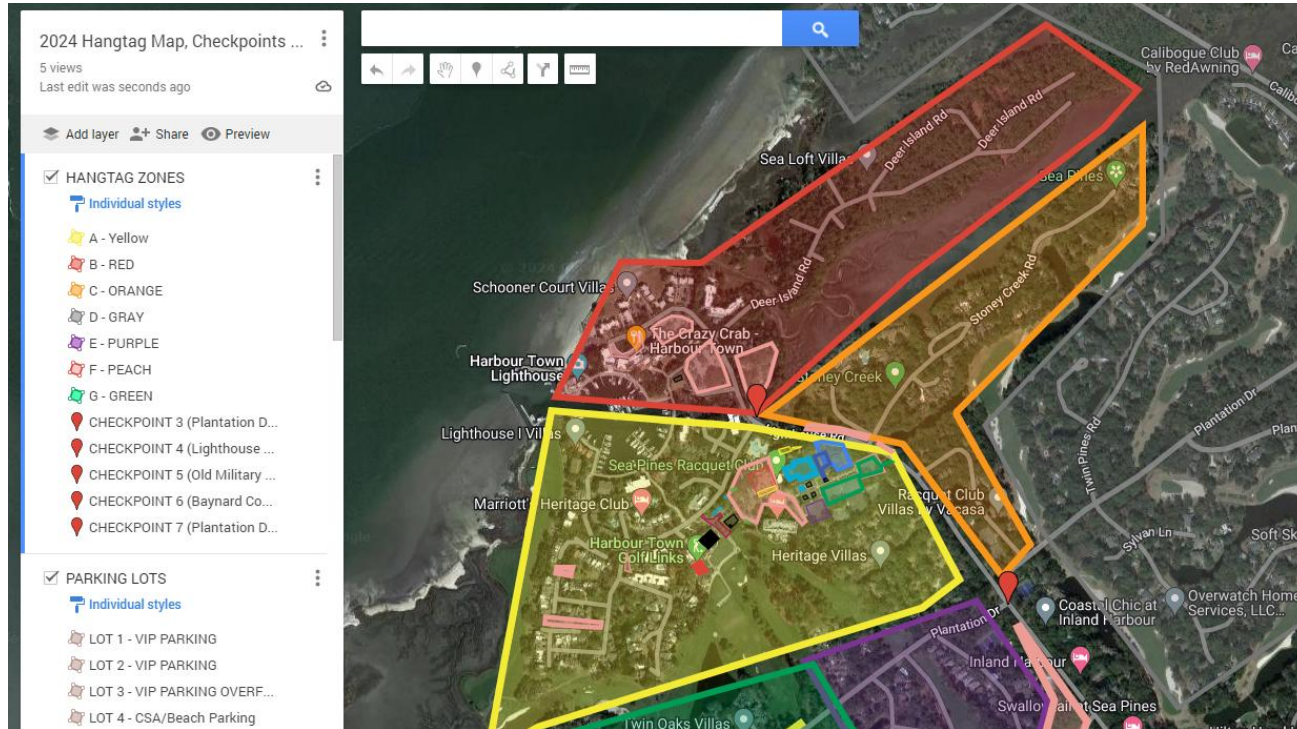 2024 Hangtag Map, Checkpoints ...
5 views
Last edit was seconds ago
Add layer
Share
Preview
HANGTAG ZONES
Individual styles
A - Yellow
B - RED
C - ORANGE
D - GRAY
E - PURPLE
F - PEACH
G - GREEN
CHECKPOINT 3 (Plantation D...
CHECKPOINT 4 (Lighthouse ...
CHECKPOINT 5 (Old Military ...
CHECKPOINT 6 (Baynard Co...
CHECKPOINT 7 (Plantation D...
PARKING LOTS
Individual styles
LOT 1 - VIP PARKING
LOT 2 - VIP PARKING
LOT 3 - VIP PARKING OVERF...
LOT 4 - CSA/Beach Parking
Calibogue Club
by RedAwning
Deer Island Rd
Deer Island Rd
Sea Loft Villas
Sea Pines
Schooner Court Villas
Deer Island Rd
Stoney Creek Rd
The Crazy Crab -
Harbour Town
Harbour Town
Lighthouse
Stoney Creek
Plantation Dr
Twin Pines Rd
Lighthouse I Villas
Sea Pines Racquet Club
Marriott's Heritage Club
Racquet Club
Villas by Vacasa
Harbour Town
Golf Links
Heritage Villas
Sylvan Ln
Soft Sk
Overwatch Home
Services, LLC...
Coastal Chic at
Inland Harbour
Plantation Dr
Inland Harbour
Twin Oaks Villas